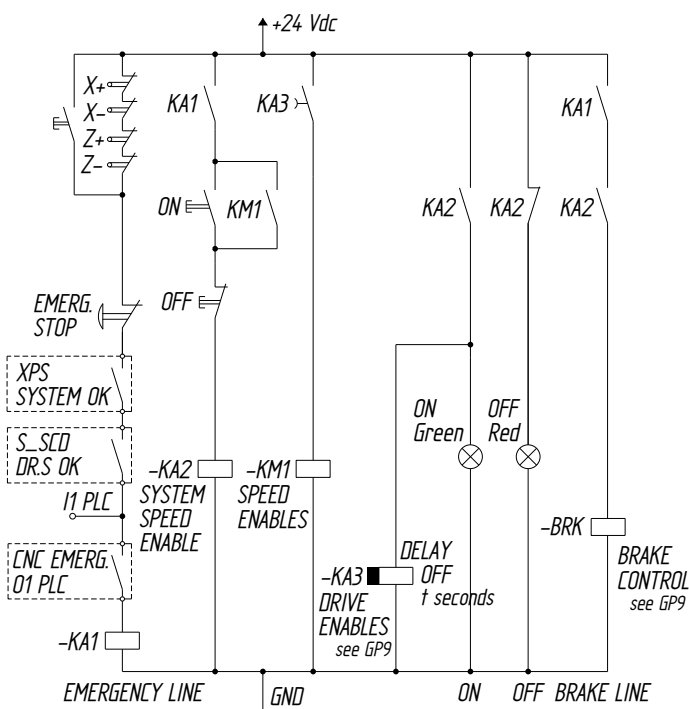 +24 Vdc
X+
X-
Z+
Z-
KA1
KA3
KA1
ON
KM1
KA2
KA2
KA2
EMERG.
STOP
OFF
XPS
SYSTEM OK
S_SCD
DR.S OK
I1 PLC
CNC EMERG.
O1 PLC
-KA1
-KA2
SYSTEM
SPEED
ENABLE
-KM1
SPEED
ENABLES
ON
Green
OFF
Red
-KA3
DRIVE
ENABLES
see GP9
DELAY
OFF
t seconds
-BRK
BRAKE
CONTROL
see GP9
EMERGENCY LINE
GND
ON
OFF
BRAKE LINE